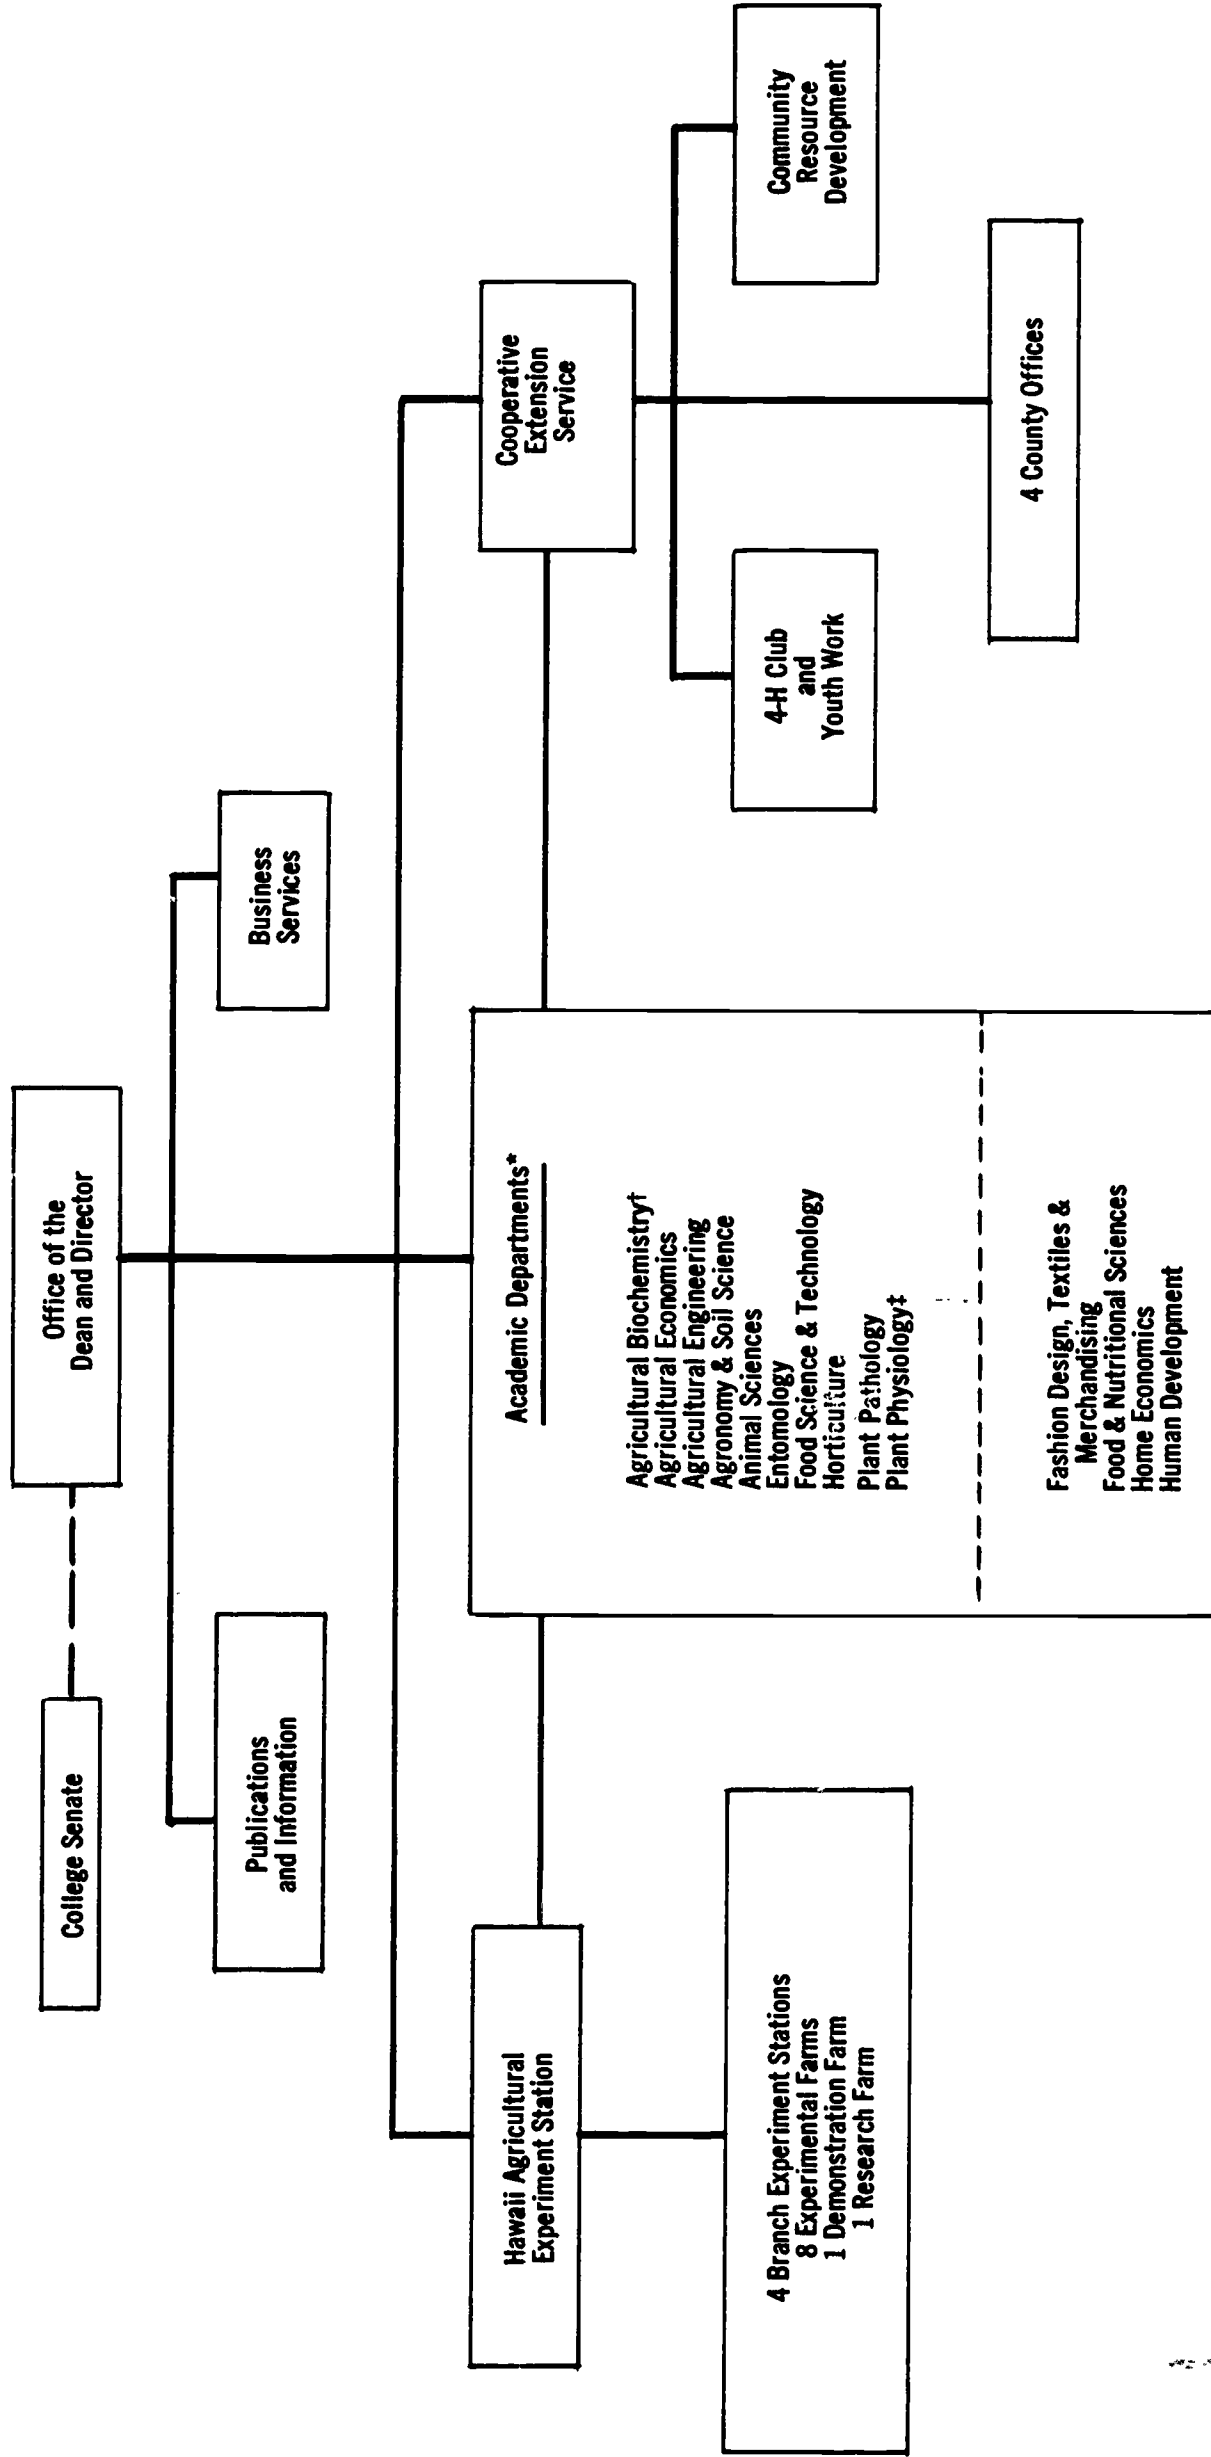 College Senate
Office of the
Dean and Director
Publications
and Information
Business
Services
Hawaii Agricultural
Experiment Station
Academic Departments*
Cooperative
Extension
Service
4 Branch Experiment Stations
8 Experimental Farms
1 Demonstration Farm
1 Research Farm
Agricultural Biochemistry†
Agricultural Economics
Agricultural Engineering
Agronomy & Soil Science
Animal Sciences
Entomology
Food Science & Technology
Horticulture
Plant Pathology
Plant Physiology‡
Fashion Design, Textiles &
Merchandising
Food & Nutritional Sciences
Home Economics
Human Development
4-H Club
and
Youth Work
Community
Resource
Development
4 County Offices